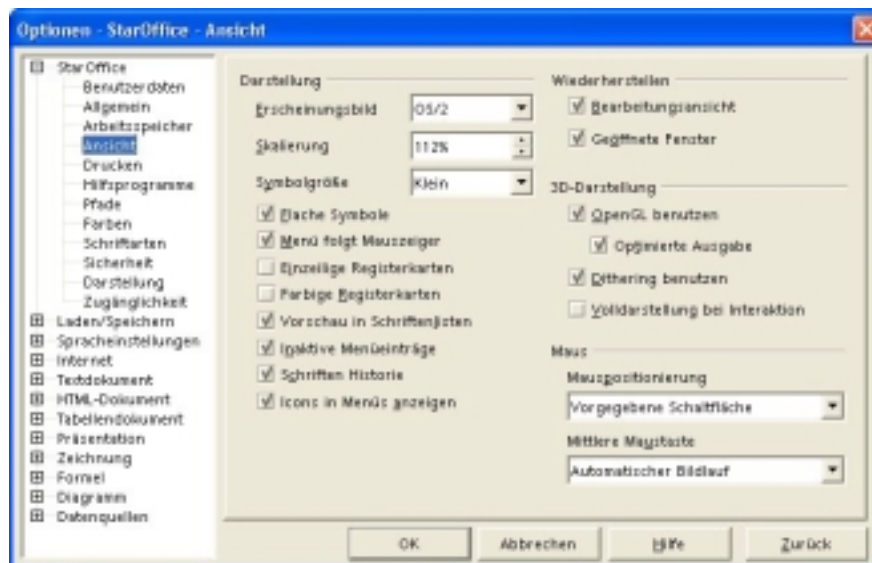 Optionen - StarOffice - Ansicht
StarOffice
Benutzerdaten
Allgemein
Arbeitsspeicher
Ansicht
Drucken
Hilfsprogramme
Pfade
Farben
Schriftarten
Sicherheit
Darstellung
Zugänglichkeit
Laden/Speichern
Spracheinstellungen
Internet
Textdokument
HTML-Dokument
Tabellendokument
Präsentation
Zeichnung
Formel
Diagramm
Datenquellen
Darstellung
Erscheinungsbild OS/2
Skalierung 112%
Symbolgröße Klein
Flache Symbole
Menü folgt Mauszeiger
Einzeilige Registerkarten
Farbige Registerkarten
Vorschau in Schriftenlisten
Inaktive Menüeinträge
Schriften Historie
Icons in Menüs anzeigen
Wiederherstellen
Bearbeitungsansicht
Geöffnete Fenster
3D-Darstellung
OpenGL benutzen
Optimierte Ausgabe
Dithering benutzen
Volldarstellung bei Interaktion
Maus
Mauspositionierung
Vorgegebene Schaltfläche
Mittlere Maustaste
Automatischer Bildlauf
OK Abbrechen Hilfe Zurück